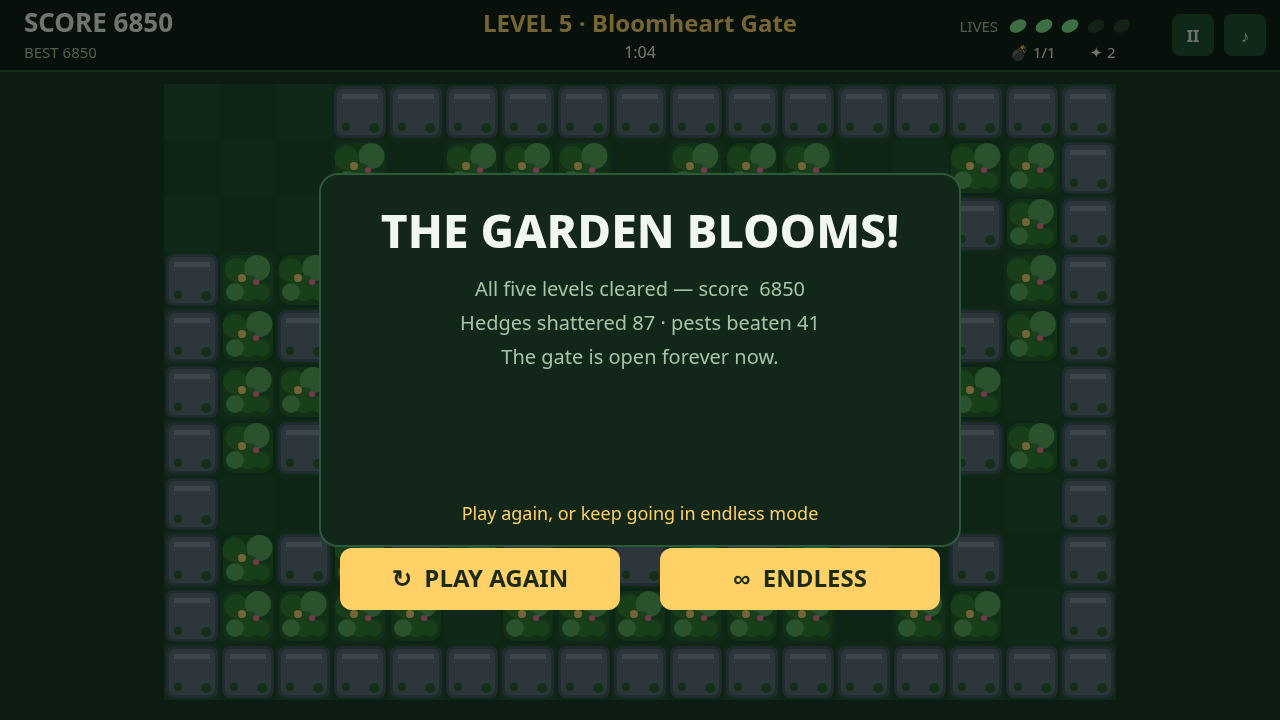 SCORE 6850
BEST 6850
LEVEL 5 · Bloomheart Gate
1:04
LIVES
💣 1/1 ✦ 2
II ♪
THE GARDEN BLOOMS!
All five levels cleared — score 6850
Hedges shattered 87 · pests beaten 41
The gate is open forever now.
Play again, or keep going in endless mode
↻ PLAY AGAIN
∞ ENDLESS